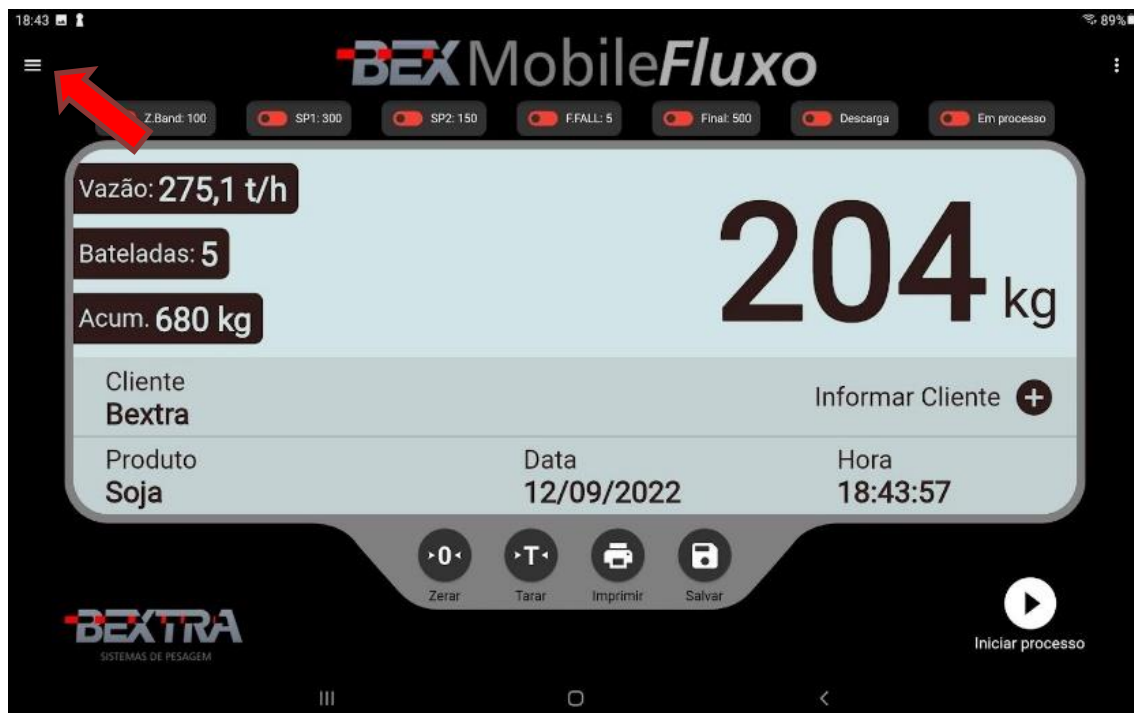 18:43
89%
BEX MobileFluxo
Z.Band: 100
SP1: 300
SP2: 150
F.FALL: 5
Final: 500
Descarga
Em processo
Vazão: 275,1 t/h
Bateladas: 5
Acum. 680 kg
204 kg
Cliente
Bextra
Informar Cliente
Produto
Soja
Data
12/09/2022
Hora
18:43:57
>0<
>T<
Zerar
Tarar
Imprimir
Salvar
Iniciar processo
BEXTRA
SISTEMAS DE PESAGEM